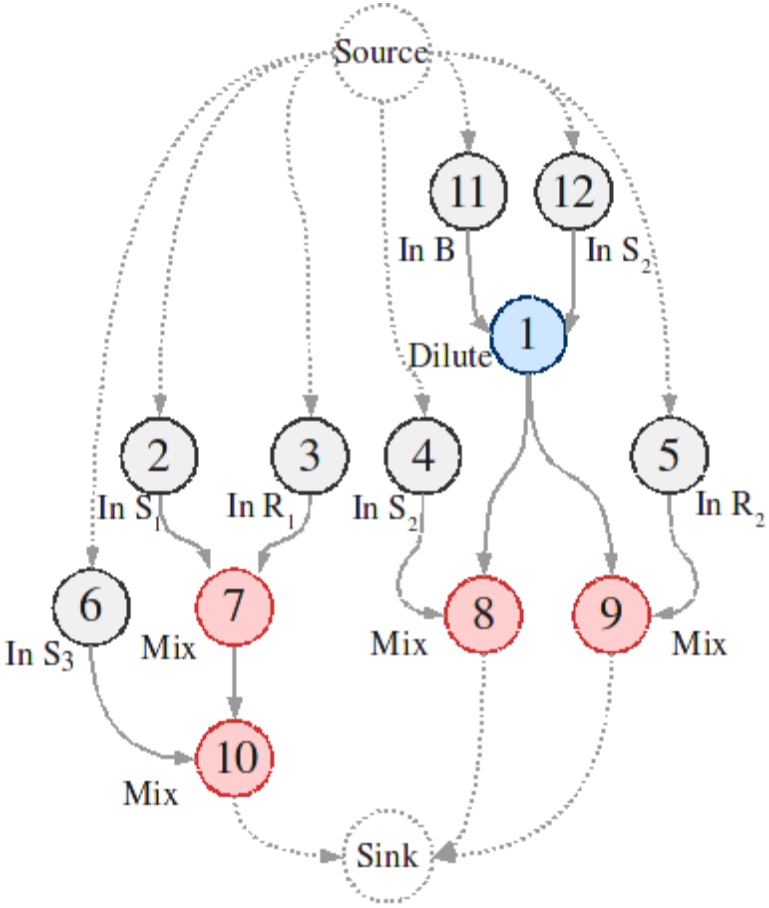 Source
11
12
In B
In S₂
1
Dilute
2
3
4
5
In S₁
In R₁
In S₂
In R₂
6
7
8
9
In S₃
Mix
Mix
Mix
10
Mix
Sink